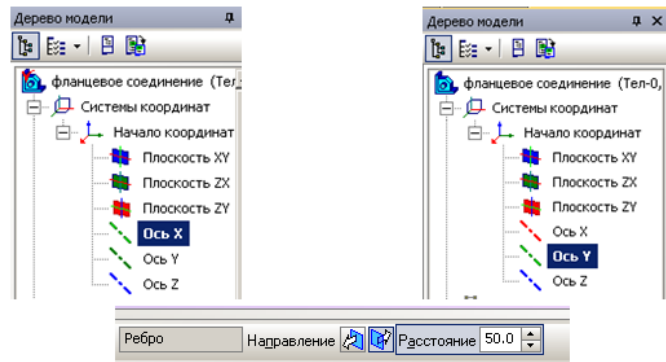 Дерево модели
фланцевое соединение (Тел
Системы координат
Начало координат
Плоскость XY
Плоскость ZX
Плоскость ZY
Ось X
Ось Y
Ось Z
Дерево модели
фланцевое соединение (Тел-0,
Системы координат
Начало координат
Плоскость XY
Плоскость ZX
Плоскость ZY
Ось X
Ось Y
Ось Z
Ребро Направление Расстояние 50.0